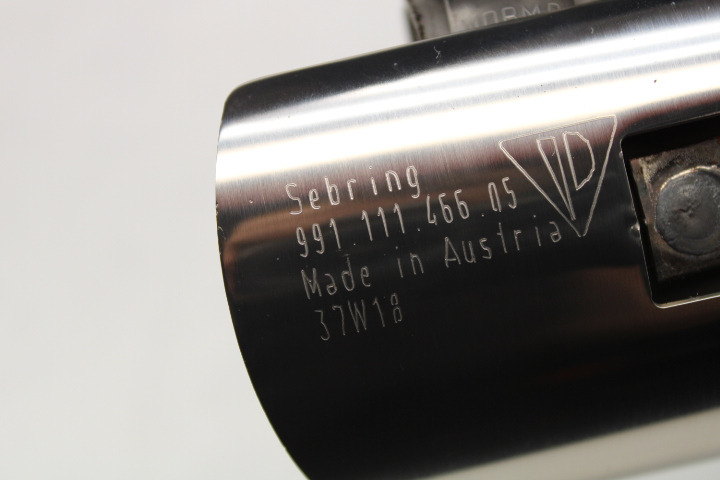 Sebring
991.111.466.05
Made in Austria
37W18